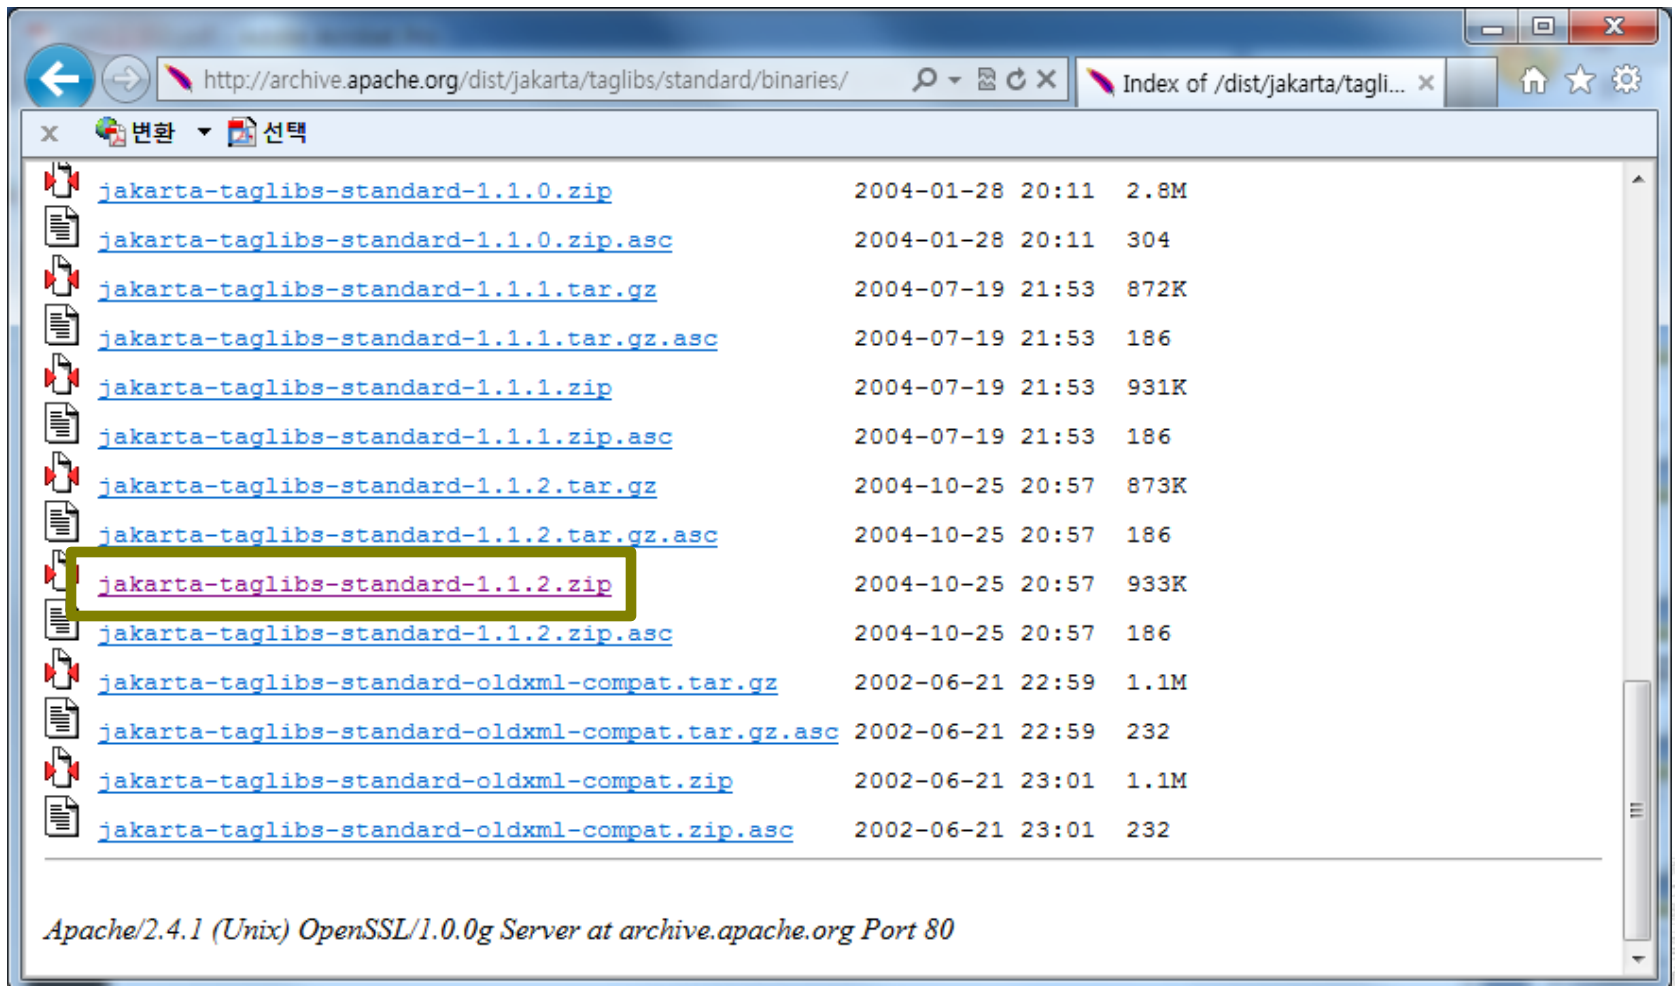 http://archive.apache.org/dist/jakarta/taglibs/standard/binaries/
Index of /dist/jakarta/tagli...
변환 선택
jakarta-taglibs-standard-1.1.0.zip 2004-01-28 20:11 2.8M
jakarta-taglibs-standard-1.1.0.zip.asc 2004-01-28 20:11 304
jakarta-taglibs-standard-1.1.1.tar.gz 2004-07-19 21:53 872K
jakarta-taglibs-standard-1.1.1.tar.gz.asc 2004-07-19 21:53 186
jakarta-taglibs-standard-1.1.1.zip 2004-07-19 21:53 931K
jakarta-taglibs-standard-1.1.1.zip.asc 2004-07-19 21:53 186
jakarta-taglibs-standard-1.1.2.tar.gz 2004-10-25 20:57 873K
jakarta-taglibs-standard-1.1.2.tar.gz.asc 2004-10-25 20:57 186
jakarta-taglibs-standard-1.1.2.zip 2004-10-25 20:57 933K
jakarta-taglibs-standard-1.1.2.zip.asc 2004-10-25 20:57 186
jakarta-taglibs-standard-oldxml-compat.tar.gz 2002-06-21 22:59 1.1M
jakarta-taglibs-standard-oldxml-compat.tar.gz.asc 2002-06-21 22:59 232
jakarta-taglibs-standard-oldxml-compat.zip 2002-06-21 23:01 1.1M
jakarta-taglibs-standard-oldxml-compat.zip.asc 2002-06-21 23:01 232
Apache/2.4.1 (Unix) OpenSSL/1.0.0g Server at archive.apache.org Port 80